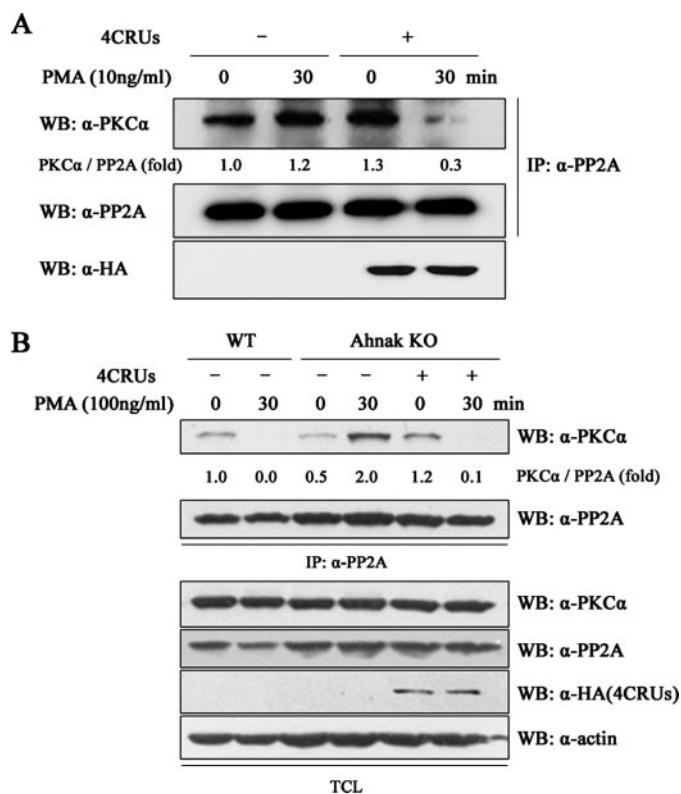 A
4CRUs − +
PMA (10ng/ml) 0 30 0 30 min
WB: α-PKCα
PKCα / PP2A (fold) 1.0 1.2 1.3 0.3
IP: α-PP2A
WB: α-PP2A
WB: α-HA
B
WT Ahnak KO
4CRUs − − − − + +
PMA (100ng/ml) 0 30 0 30 0 30 min
WB: α-PKCα
1.0 0.0 0.5 2.0 1.2 0.1 PKCα / PP2A (fold)
WB: α-PP2A
IP: α-PP2A
WB: α-PKCα
WB: α-PP2A
WB: α-HA(4CRUs)
WB: α-actin
TCL